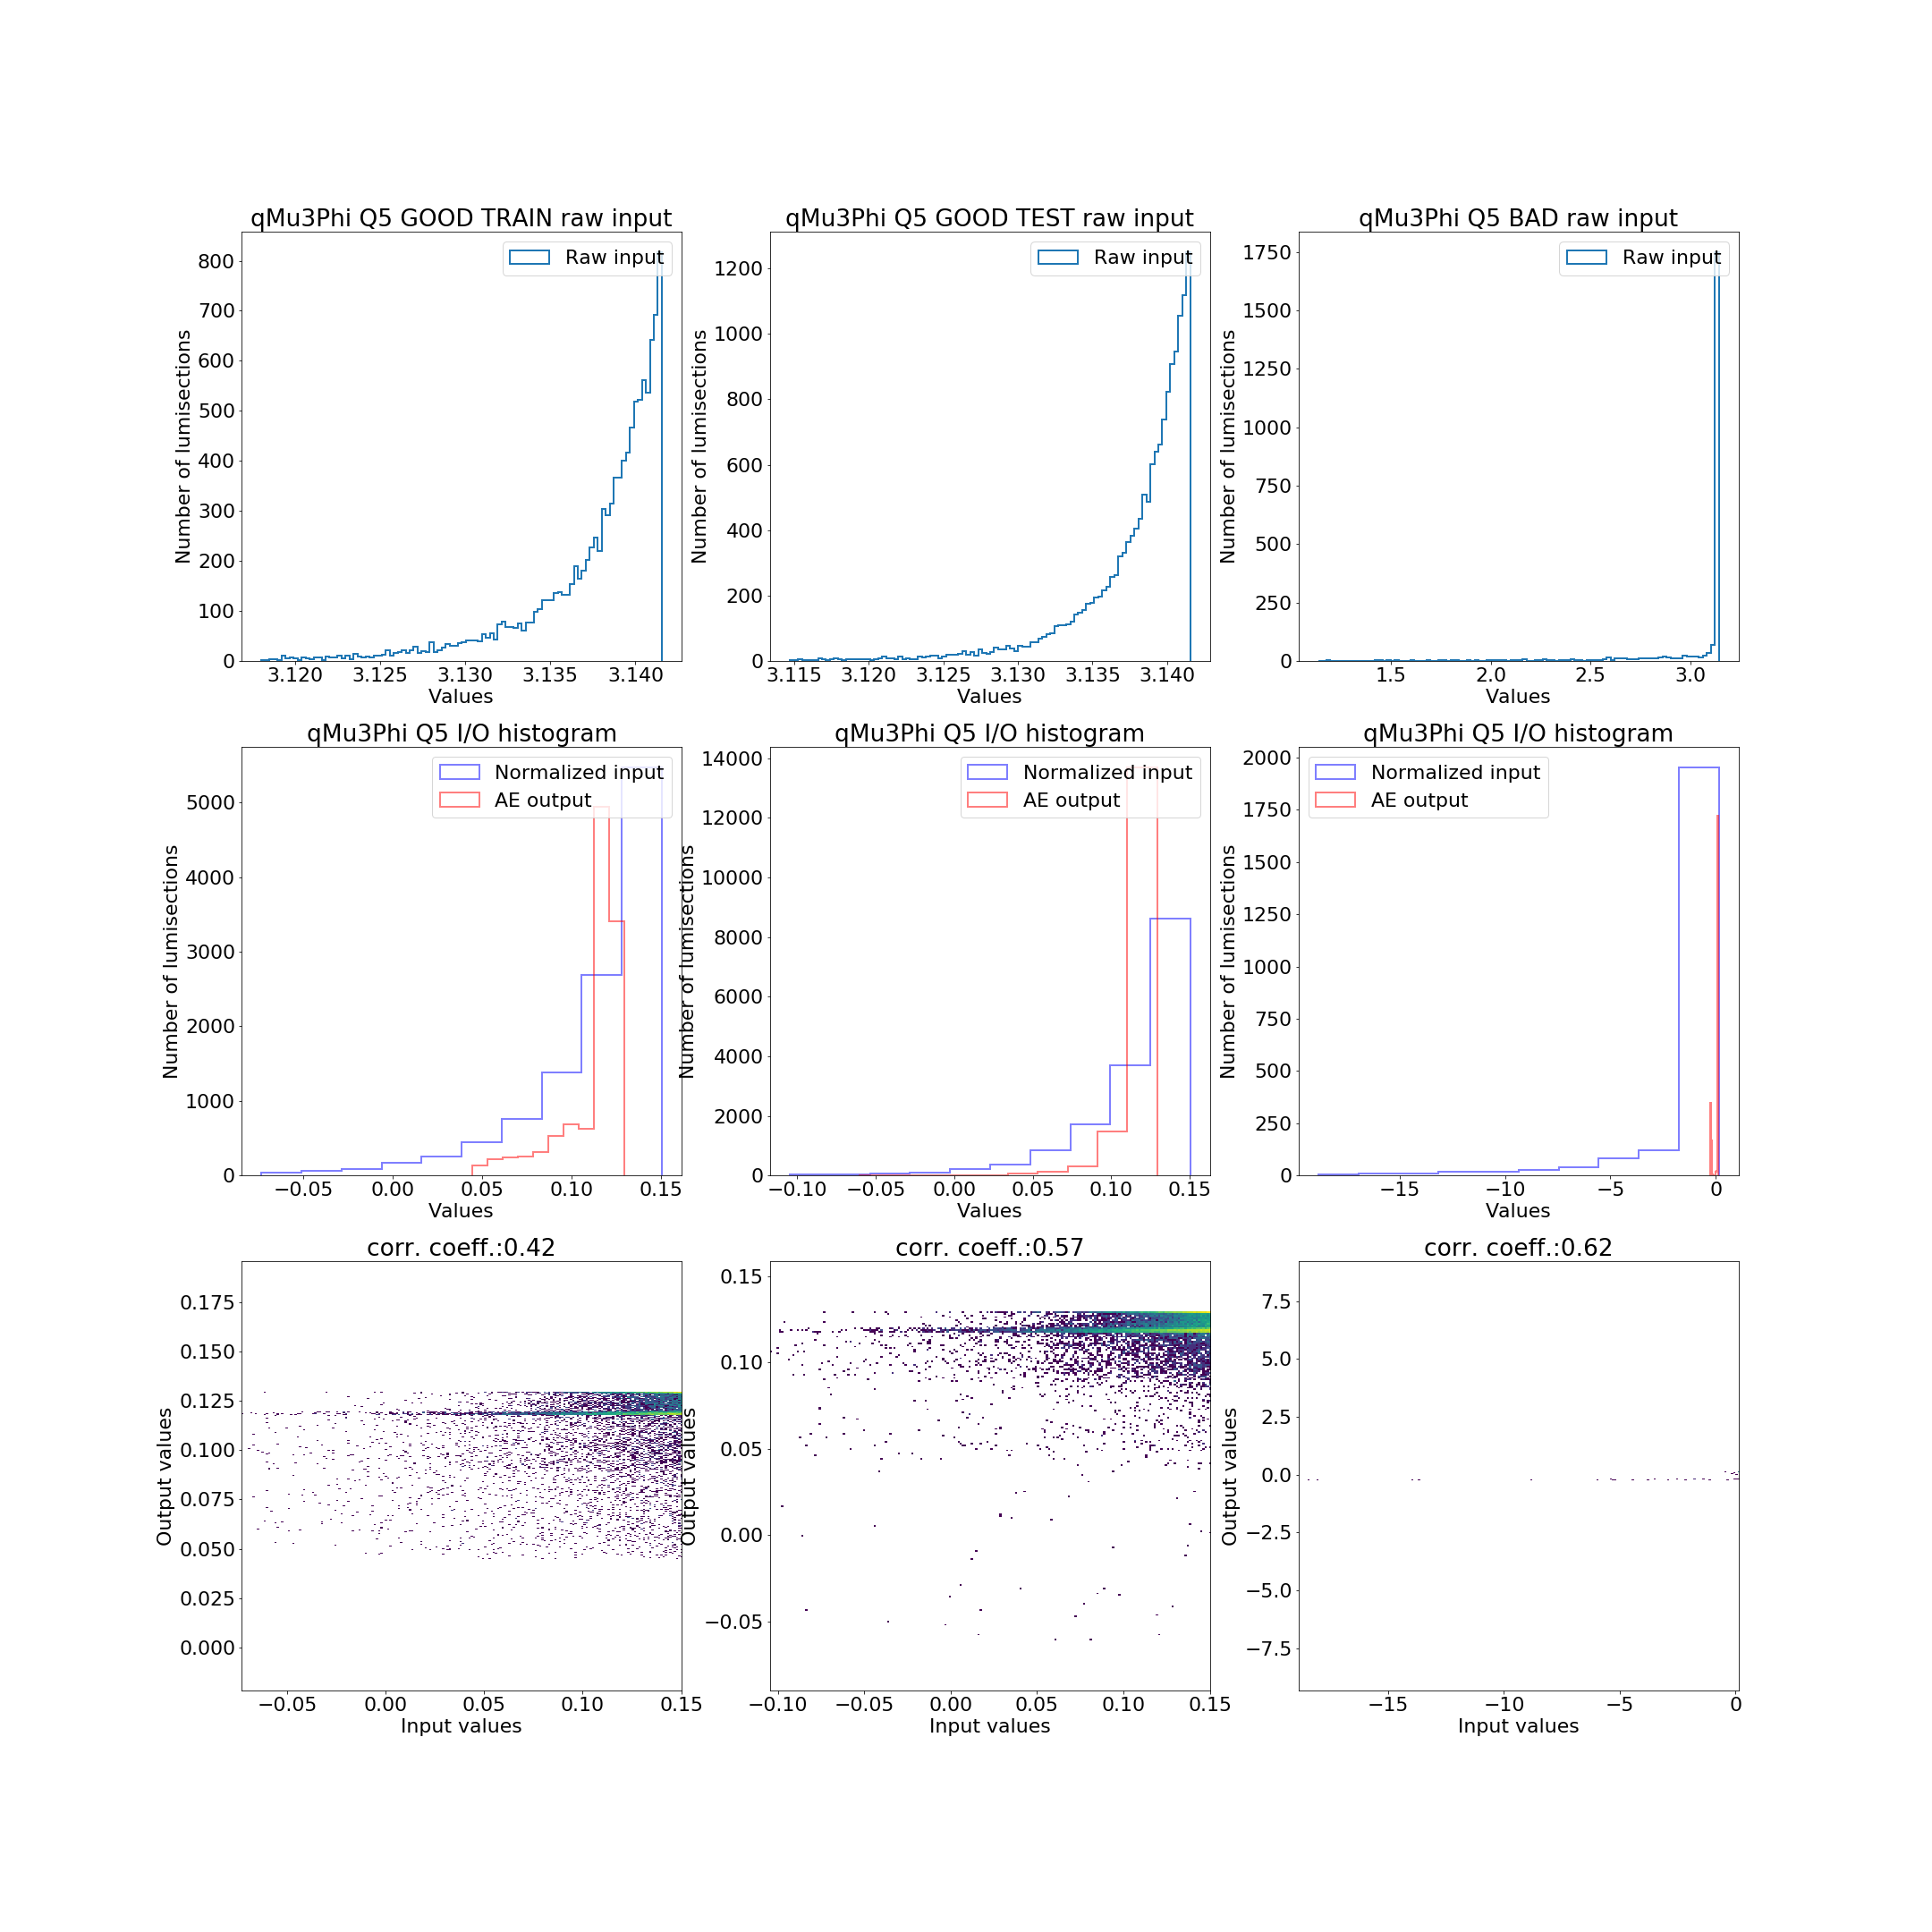 qMu3Phi Q5 GOOD TRAIN raw input
Raw input
Number of lumisections
800
700
600
500
400
300
200
100
0
3.120 3.125 3.130 3.135 3.140
Values
qMu3Phi Q5 GOOD TEST raw input
Raw input
Number of lumisections
1200
1000
800
600
400
200
0
3.115 3.120 3.125 3.130 3.135 3.140
Values
qMu3Phi Q5 BAD raw input
Raw input
Number of lumisections
1750
1500
1250
1000
750
500
250
0
1.5 2.0 2.5 3.0
Values
qMu3Phi Q5 I/O histogram
Normalized input
AE output
Number of lumisections
5000
4000
3000
2000
1000
0
−0.05 0.00 0.05 0.10 0.15
Values
qMu3Phi Q5 I/O histogram
Normalized input
AE output
Number of lumisections
14000
12000
10000
8000
6000
4000
2000
0
−0.10 −0.05 0.00 0.05 0.10 0.15
Values
qMu3Phi Q5 I/O histogram
Normalized input
AE output
Number of lumisections
2000
1750
1500
1250
1000
750
500
250
0
−15 −10 −5 0
Values
corr. coeff.:0.42
Output values
0.175
0.150
0.125
0.100
0.075
0.050
0.025
0.000
−0.05 0.00 0.05 0.10 0.15
Input values
corr. coeff.:0.57
Output values
0.15
0.10
0.05
0.00
−0.05
−0.10 −0.05 0.00 0.05 0.10 0.15
Input values
corr. coeff.:0.62
Output values
7.5
5.0
2.5
0.0
−2.5
−5.0
−7.5
−15 −10 −5 0
Input values